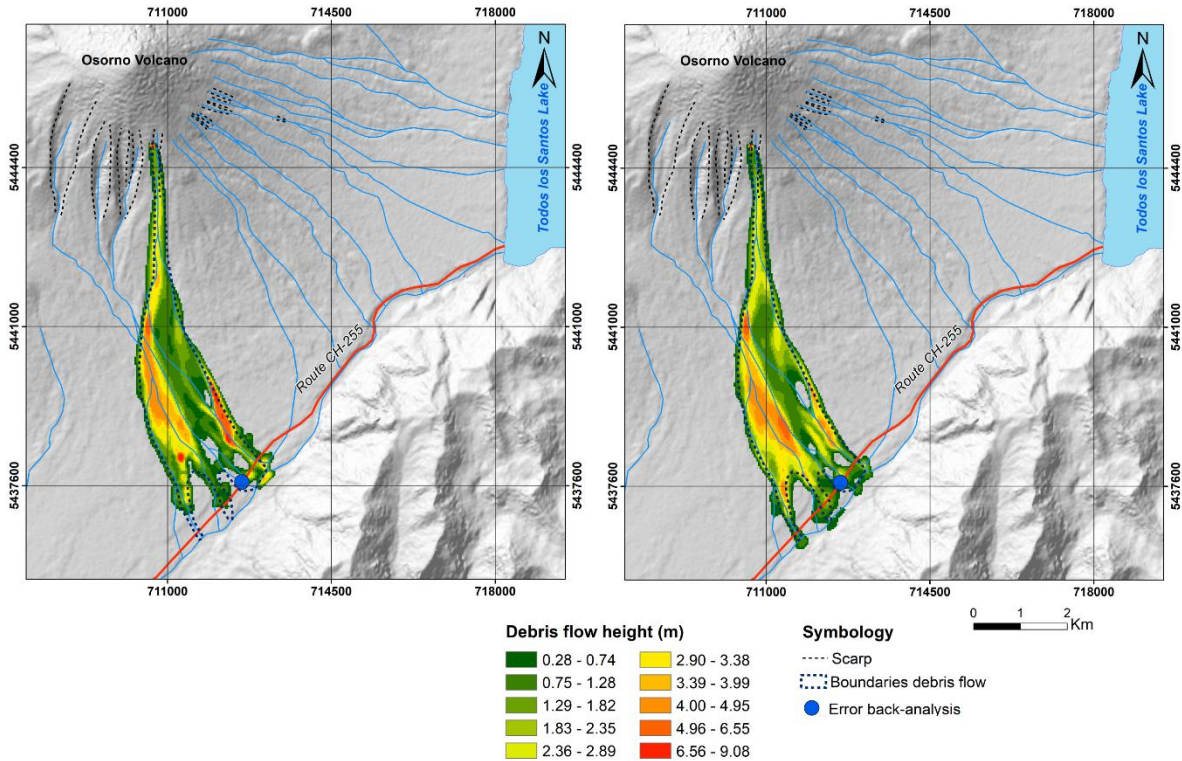 711000 714500 718000 711000 714500 718000
N N
Osorno Volcano Osorno Volcano
Todos los Santos Lake Todos los Santos Lake
5444400 5444400 5444400 5444400
5441000 5441000 5441000 5441000
Route CH-255 Route CH-255
5437600 5437600 5437600 5437600
711000 714500 718000 711000 714500 718000
0 1 2
Km
Debris flow height (m)
0.28 - 0.74
0.75 - 1.28
1.29 - 1.82
1.83 - 2.35
2.36 - 2.89
2.90 - 3.38
3.39 - 3.99
4.00 - 4.95
4.96 - 6.55
6.56 - 9.08
Symbology
Scarp
Boundaries debris flow
Error back-analysis